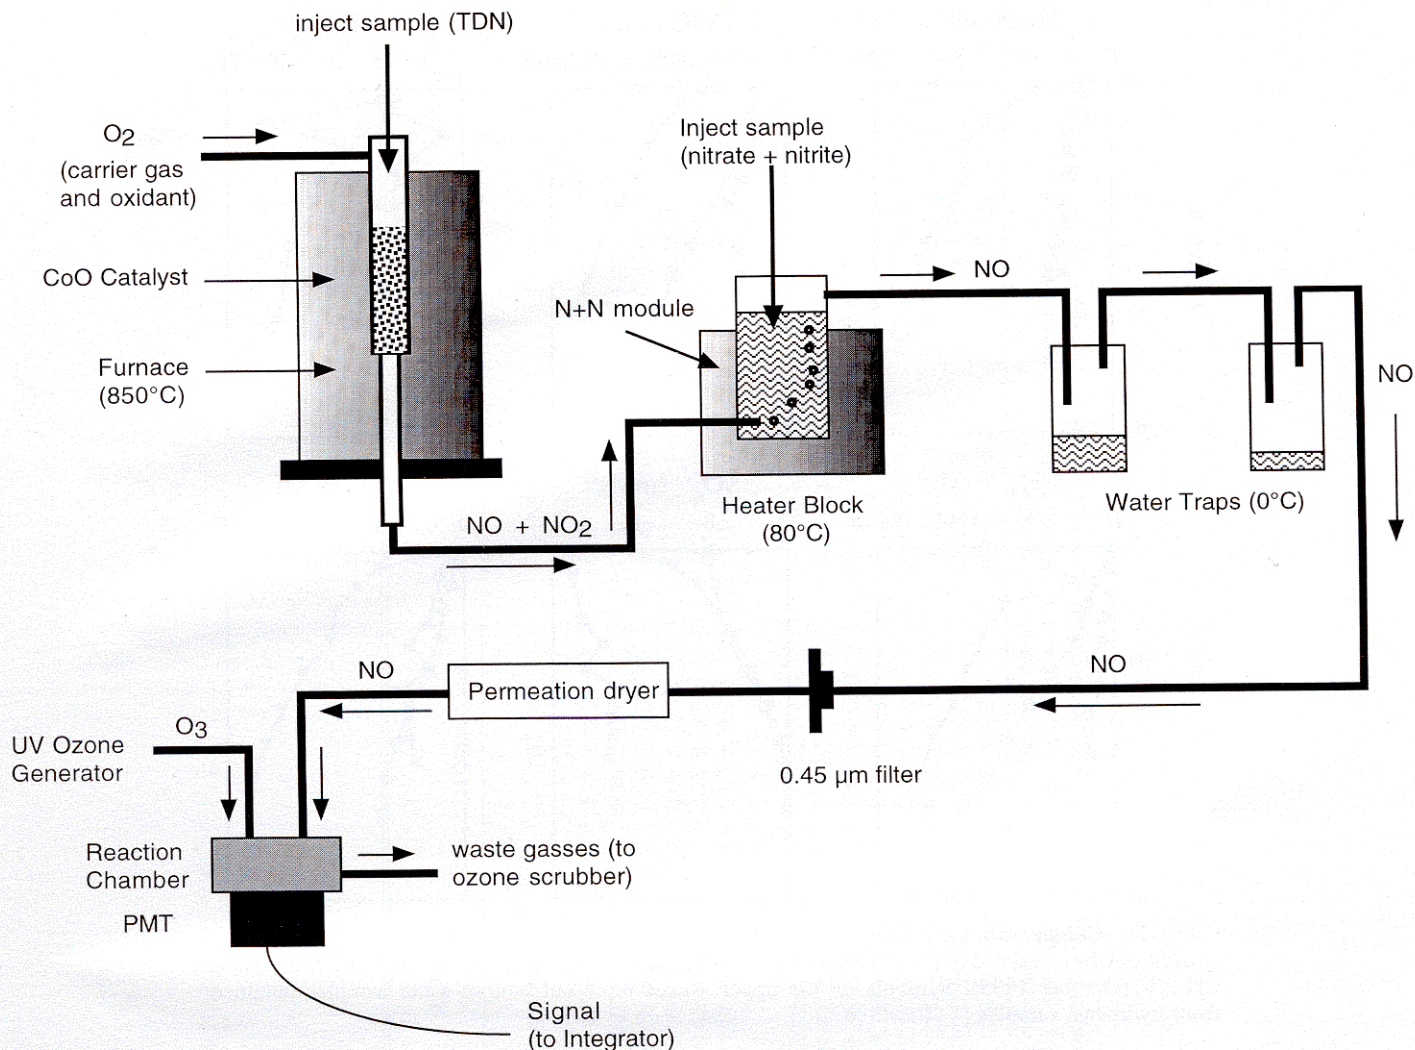 inject sample (TDN)
O2
(carrier gas
and oxidant)
CoO Catalyst
Furnace
(850°C)
NO + NO2
Inject sample
(nitrate + nitrite)
N+N module
Heater Block
(80°C)
NO
Water Traps (0°C)
NO
NO
0.45 µm filter
Permeation dryer
NO
O3
UV Ozone
Generator
Reaction
Chamber
PMT
waste gasses (to
ozone scrubber)
Signal
(to Integrator)